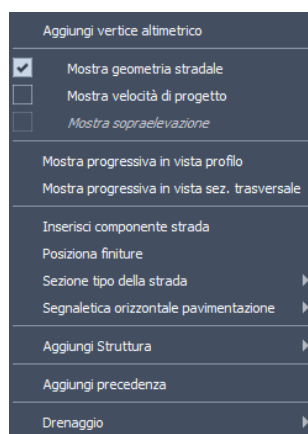 Aggiungi vertice altimetrico
Mostra geometria stradale
Mostra velocità di progetto
Mostra sopraelevazione
Mostra progressiva in vista profilo
Mostra progressiva in vista sez. trasversale
Inserisci componente strada
Posiziona finiture
Sezione tipo della strada
Segnaletica orizzontale pavimentazione
Aggiungi Struttura
Aggiungi precedenza
Drenaggio